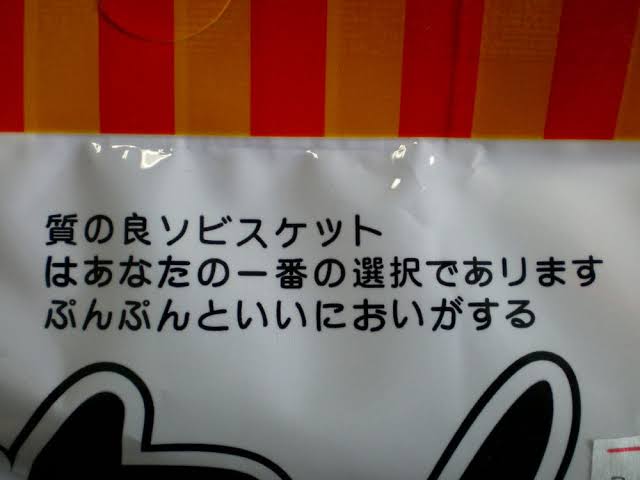 質の良ソビスケット
はあなたの一番の選択であります
ぷんぷんといいにおいがする